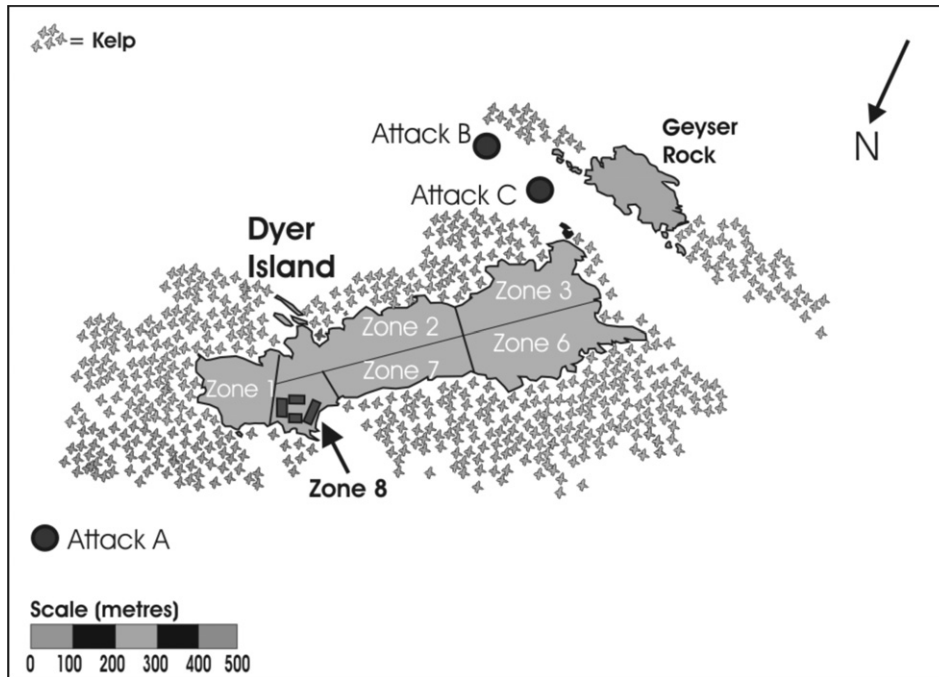 = Kelp
N
Attack B
Geyser
Rock
Attack C
Dyer
Island
Zone 3
Zone 2
Zone 6
Zone 7
Zone 1
Zone 8
Attack A
Scale (metres)
0 100 200 300 400 500